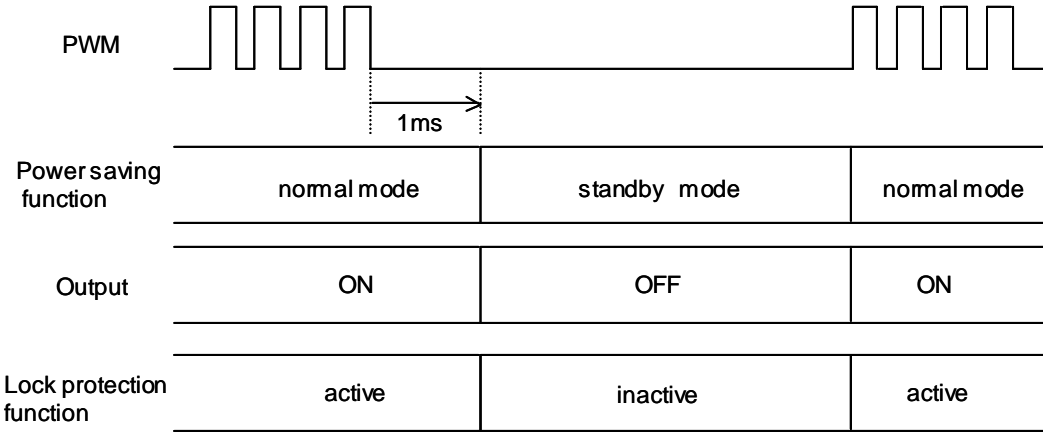 PWM
1ms
Power saving
function
normal mode
standby mode
normal mode
Output
ON
OFF
ON
Lock protection
function
active
inactive
active